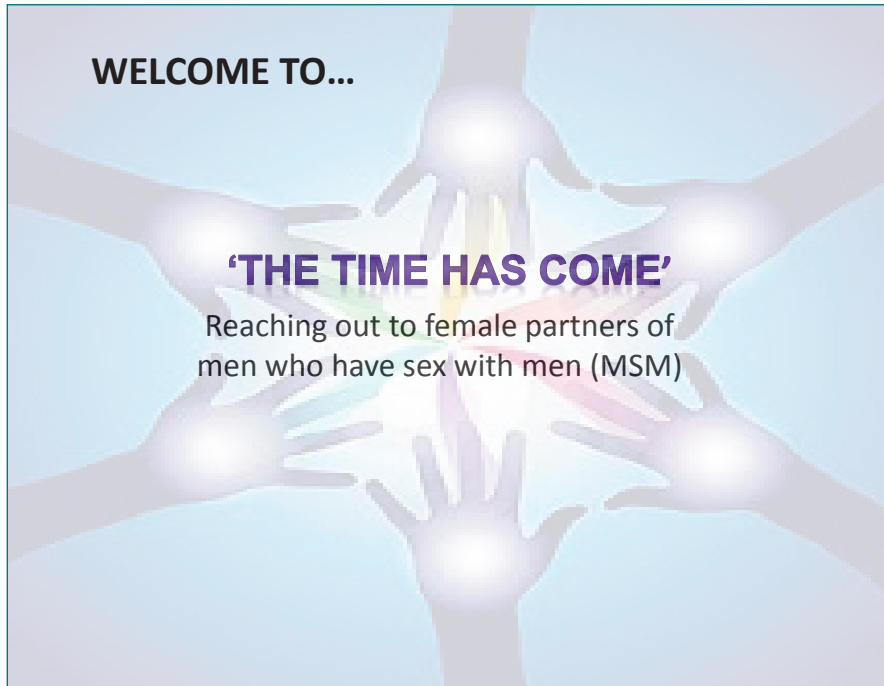 WELCOME TO…
‘THE TIME HAS COME’
Reaching out to female partners of
men who have sex with men (MSM)